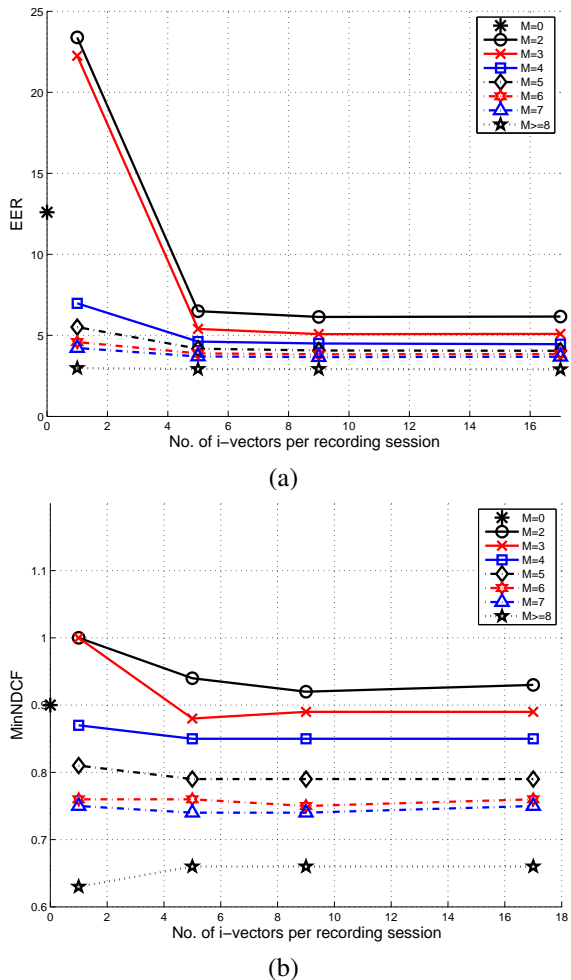 25
20
15
10
5
0
EER
0 2 4 6 8 10 12 14 16
No. of i-vectors per recording session
M=0
M=2
M=3
M=4
M=5
M=6
M=7
M>=8
(a)
1.1
1
0.9
0.8
0.7
0.6
MinNDCF
0 2 4 6 8 10 12 14 16 18
No. of i-vectors per recording session
M=0
M=2
M=3
M=4
M=5
M=6
M=7
M>=8
(b)